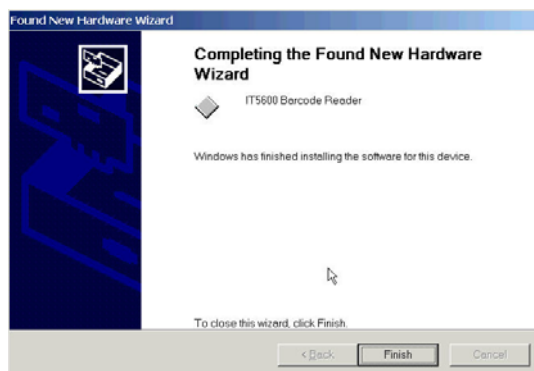 Found New Hardware Wizard
Completing the Found New Hardware
Wizard
IT5600 Barcode Reader
Windows has finished installing the software for this device.
To close this wizard, click Finish.
< Back Finish Cancel